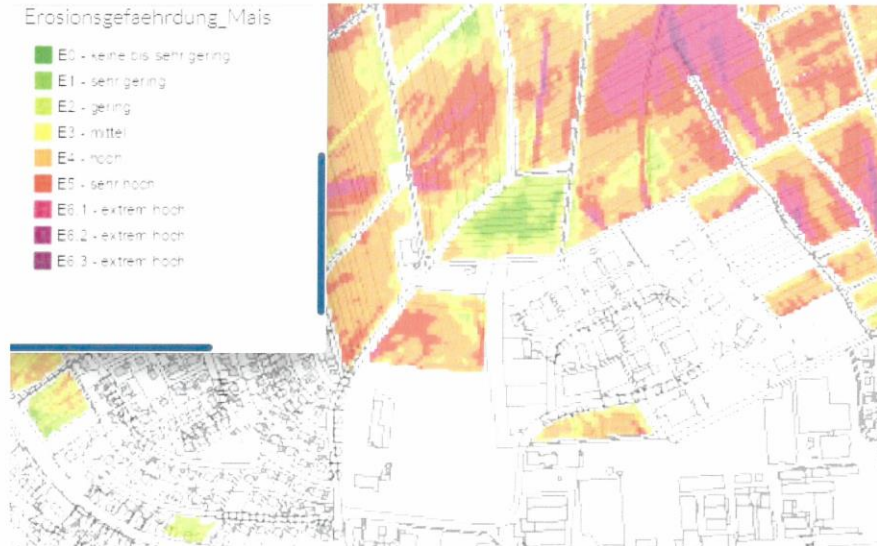 Erosionsgefaehrdung_Mais
E0 - keine bis sehr gering
E1 - sehr gering
E2 - gering
E3 - mittel
E4 - hoch
E5 - sehr hoch
E6.1 - extrem hoch
E6.2 - extrem hoch
E6.3 - extrem hoch